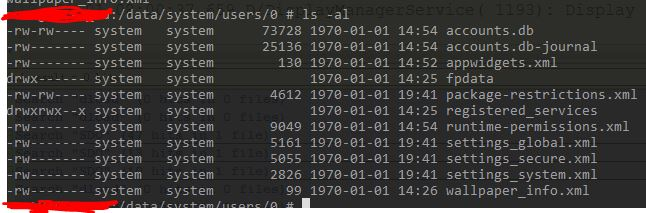 wallpaper_info.xml
:/data/system/users/0 # ls -al
-rw-rw---- system   system      73728 1970-01-01 14:54 accounts.db
-rw------- system   system      25136 1970-01-01 14:54 accounts.db-journal
-rw------- system   system        130 1970-01-01 14:52 appwidgets.xml
drwx------ system   system            1970-01-01 14:25 fpdata
-rw-rw---- system   system       4612 1970-01-01 19:41 package-restrictions.xml
drwxrwx--x system   system            1970-01-01 14:25 registered_services
-rw------- system   system       9049 1970-01-01 14:54 runtime-permissions.xml
-rw------- system   system       5161 1970-01-01 19:41 settings_global.xml
-rw------- system   system       5055 1970-01-01 19:41 settings_secure.xml
-rw------- system   system       2826 1970-01-01 19:41 settings_system.xml
-rw------- system   system         99 1970-01-01 14:26 wallpaper_info.xml
:/data/system/users/0 #